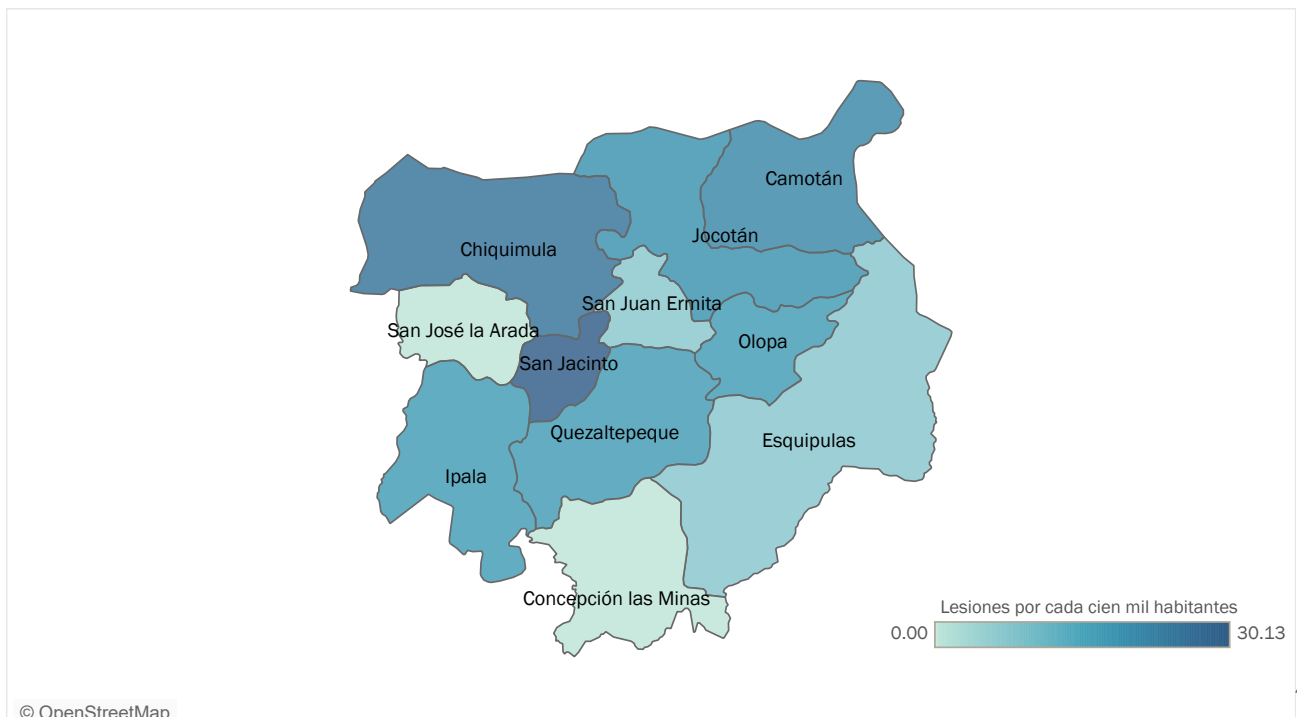 Camotán
Jocotán
Chiquimula
San Juan Ermita
San José la Arada
Olopa
San Jacinto
Quezaltepeque
Esquipulas
Ipala
Concepción las Minas
Lesiones por cada cien mil habitantes
0.00
30.13
© OpenStreetMap